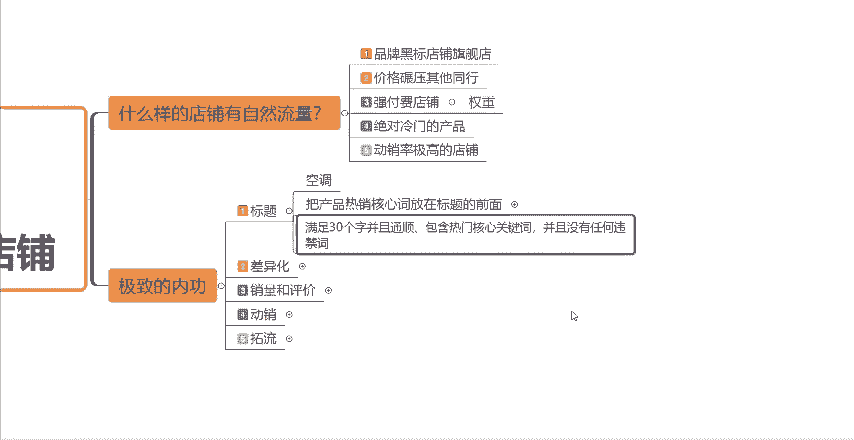 店铺
什么样的店铺有自然流量？
1 品牌黑标店铺旗舰店
2 价格碾压其他同行
3 强付费店铺 权重
4 绝对冷门的产品
5 动销率极高的店铺
极致的内功
1 标题
空调
把产品热销核心词放在标题的前面
满足30个字并且通顺、包含热门核心关键词，并且没有任何违
禁词
2 差异化
3 销量和评价
4 动销
5 拓流